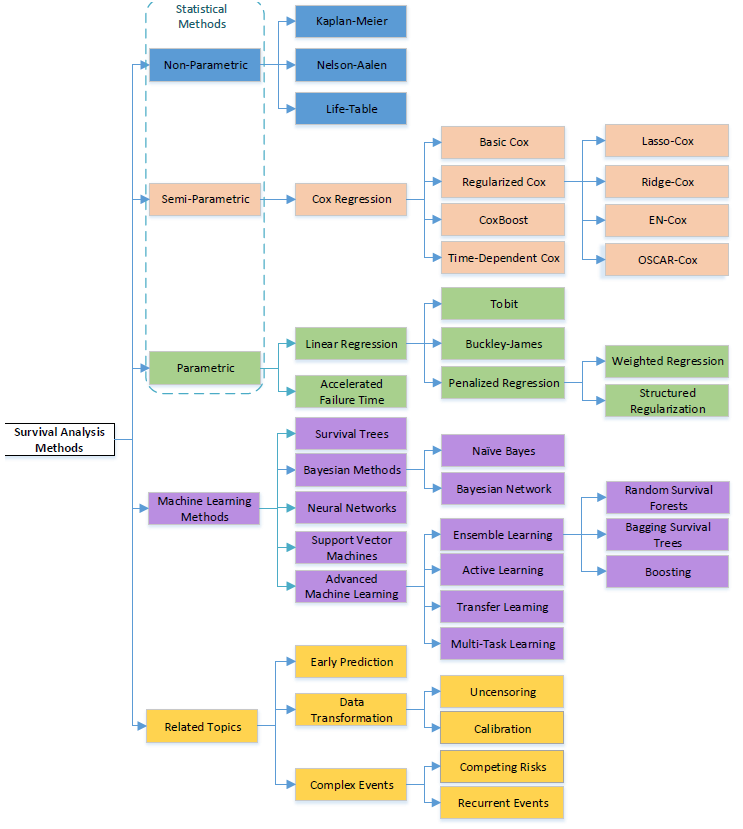 Statistical
Methods
Kaplan-Meier
Non-Parametric
Nelson-Aalen
Life-Table
Basic Cox
Lasso-Cox
Regularized Cox
Ridge-Cox
Semi-Parametric
Cox Regression
CoxBoost
EN-Cox
Time-Dependent Cox
OSCAR-Cox
Tobit
Linear Regression
Buckley-James
Weighted Regression
Parametric
Penalized Regression
Accelerated
Failure Time
Structured
Regularization
Survival Analysis
Methods
Survival Trees
Naïve Bayes
Bayesian Methods
Bayesian Network
Machine Learning
Methods
Neural Networks
Random Survival
Forests
Support Vector
Machines
Ensemble Learning
Bagging Survival
Trees
Advanced
Machine Learning
Active Learning
Boosting
Transfer Learning
Multi-Task Learning
Early Prediction
Uncensoring
Data
Transformation
Related Topics
Calibration
Competing Risks
Complex Events
Recurrent Events